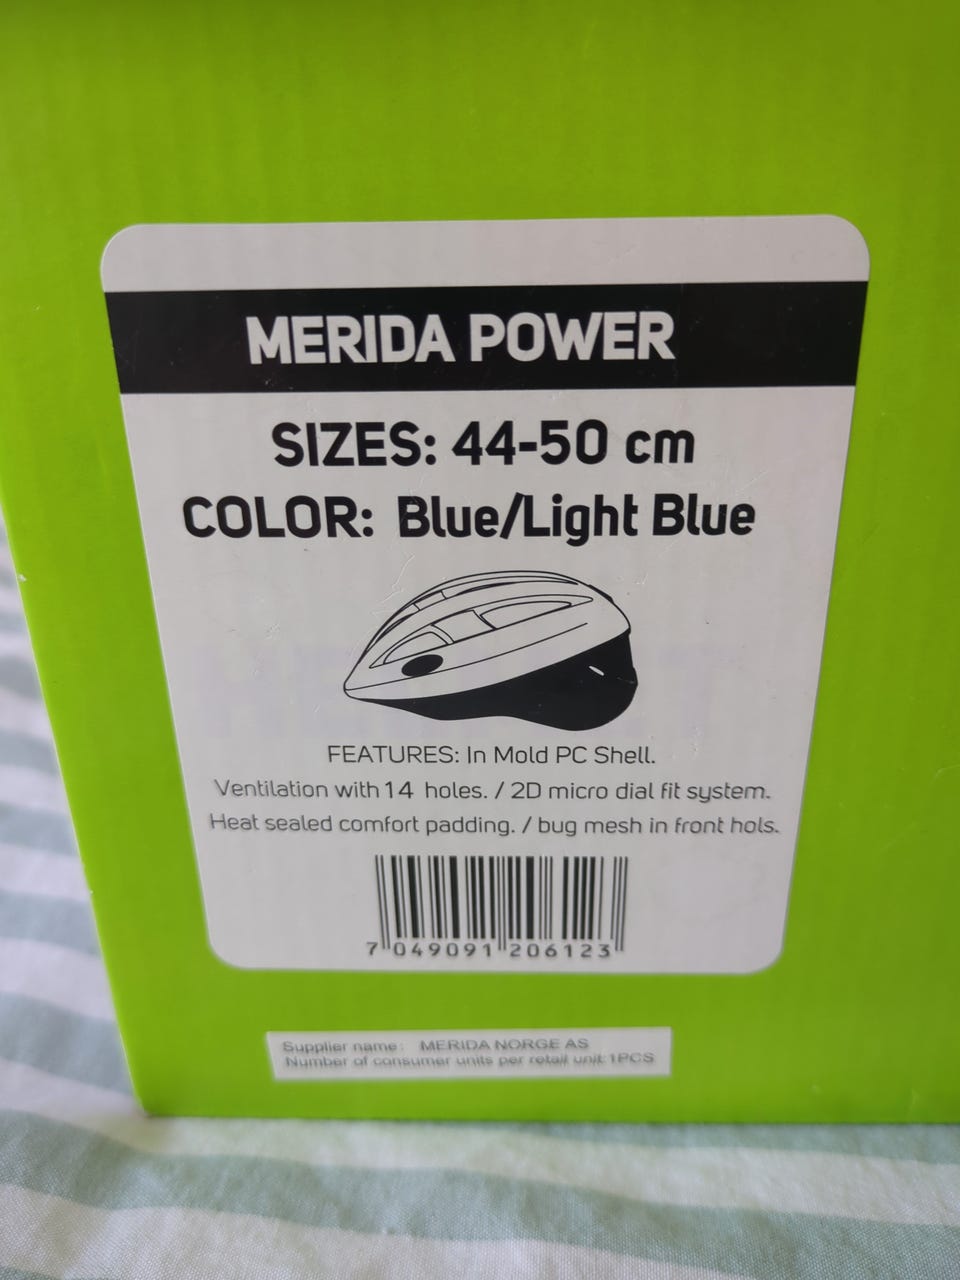 MERIDA POWER
SIZES: 44-50 cm
COLOR: Blue/Light Blue
FEATURES: In Mold PC Shell.
Ventilation with 14 holes. / 2D micro dial fit system.
Heat sealed comfort padding. / bug mesh in front hols.
7 049091 206123
Supplier name: MERIDA NORGE AS
Number of consumer units per retail unit:1PCS